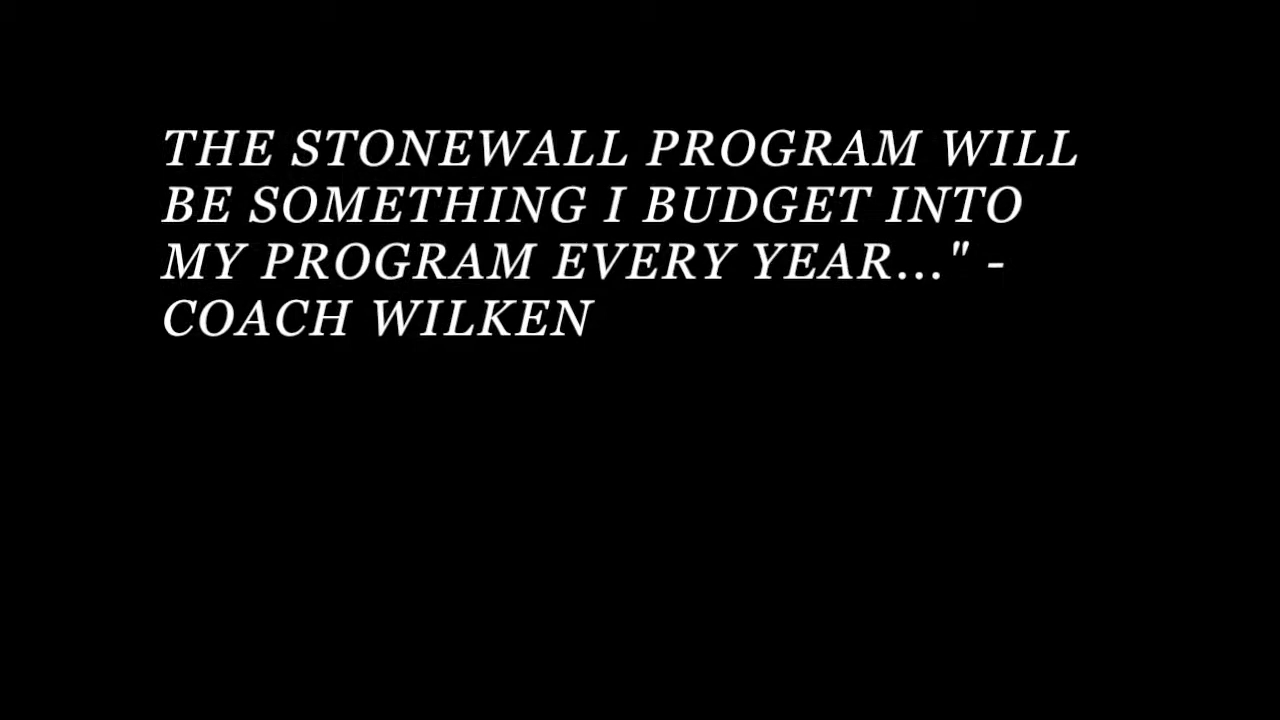 THE STONEWALL PROGRAM WILL
BE SOMETHING I BUDGET INTO
MY PROGRAM EVERY YEAR..." -
COACH WILKEN